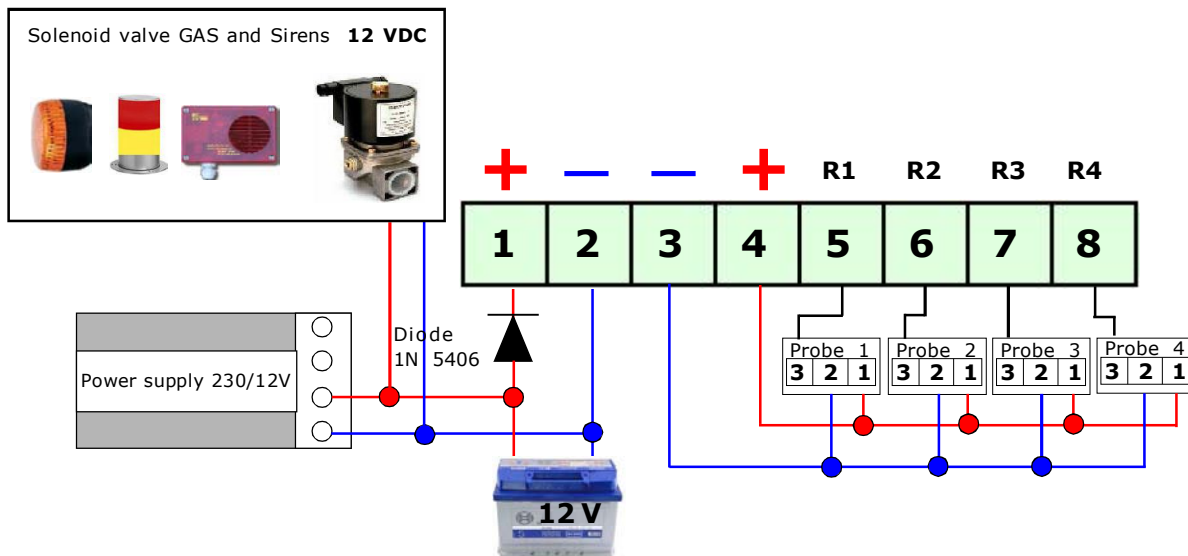 Solenoid valve GAS and Sirens 12 VDC
+ — — + R1 R2 R3 R4
1 2 3 4 5 6 7 8
Diode
1N 5406
Power supply 230/12V
Probe 1
3 2 1
Probe 2
3 2 1
Probe 3
3 2 1
Probe 4
3 2 1
12 V